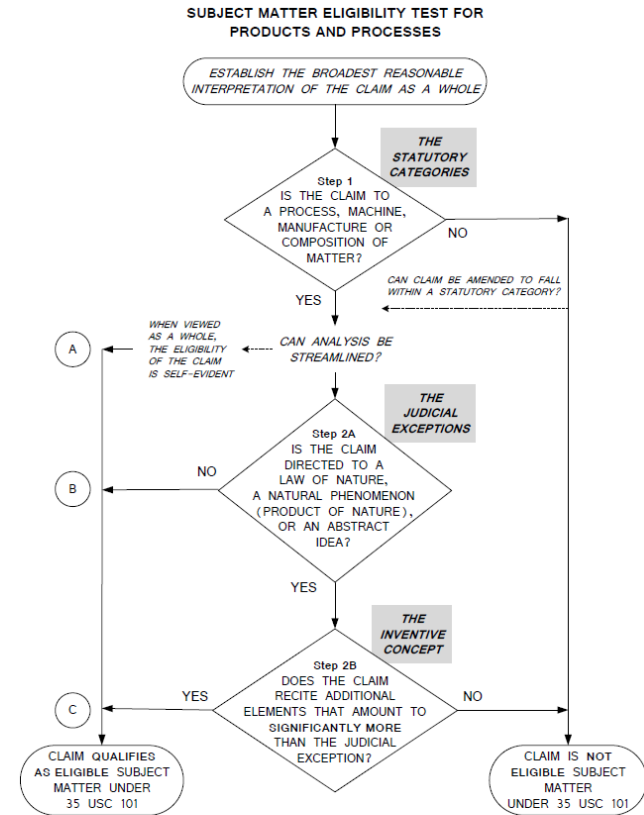 SUBJECT MATTER ELIGIBILITY TEST FOR
PRODUCTS AND PROCESSES
ESTABLISH THE BROADEST REASONABLE
INTERPRETATION OF THE CLAIM AS A WHOLE
THE
STATUTORY
CATEGORIES
Step 1
IS THE CLAIM TO
A PROCESS, MACHINE,
MANUFACTURE OR
COMPOSITION OF
MATTER?
NO
YES
CAN CLAIM BE AMENDED TO FALL
WITHIN A STATUTORY CATEGORY?
A
WHEN VIEWED
AS A WHOLE,
THE ELIGIBILITY
OF THE CLAIM
IS SELF-EVIDENT
CAN ANALYSIS BE
STREAMLINED?
THE
JUDICIAL
EXCEPTIONS
Step 2A
IS THE CLAIM
DIRECTED TO A
LAW OF NATURE,
A NATURAL PHENOMENON
(PRODUCT OF NATURE),
OR AN ABSTRACT
IDEA?
NO
B
YES
THE
INVENTIVE
CONCEPT
Step 2B
DOES THE CLAIM
RECITE ADDITIONAL
ELEMENTS THAT AMOUNT TO
SIGNIFICANTLY MORE
THAN THE JUDICIAL
EXCEPTION?
YES
NO
C
CLAIM QUALIFIES
AS ELIGIBLE SUBJECT
MATTER UNDER
35 USC 101
CLAIM IS NOT
ELIGIBLE SUBJECT
MATTER
UNDER 35 USC 101